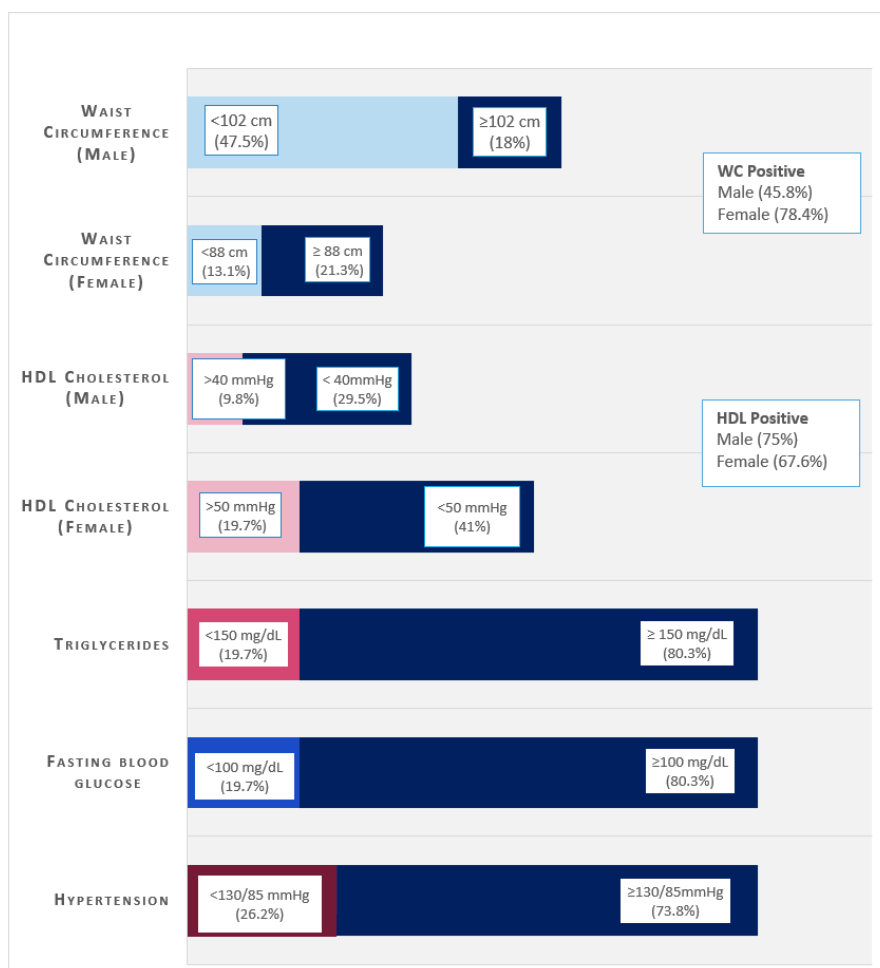 WAIST
CIRCUMFERENCE
(MALE)
<102 cm
(47.5%)
≥102 cm
(18%)
WC Positive
Male (45.8%)
Female (78.4%)
WAIST
CIRCUMFERENCE
(FEMALE)
<88 cm
(13.1%)
≥ 88 cm
(21.3%)
HDL CHOLESTEROL
(MALE)
>40 mmHg
(9.8%)
< 40mmHg
(29.5%)
HDL Positive
Male (75%)
Female (67.6%)
HDL CHOLESTEROL
(FEMALE)
>50 mmHg
(19.7%)
<50 mmHg
(41%)
TRIGLYCERIDES
<150 mg/dL
(19.7%)
≥ 150 mg/dL
(80.3%)
FASTING BLOOD
GLUCOSE
<100 mg/dL
(19.7%)
≥100 mg/dL
(80.3%)
HYPERTENSION
<130/85 mmHg
(26.2%)
≥130/85mmHg
(73.8%)